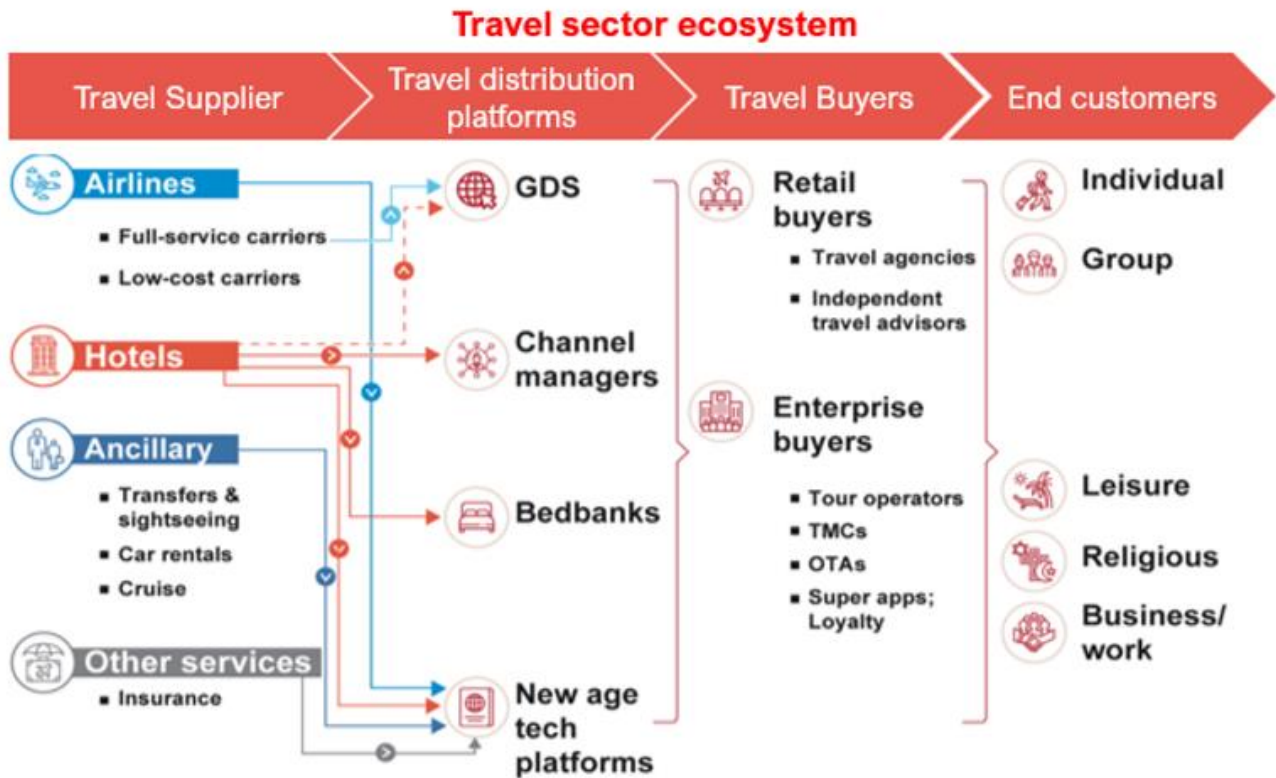 Travel sector ecosystem
Travel Supplier
Travel distribution
platforms
Travel Buyers
End customers
Airlines
▪ Full-service carriers
▪ Low-cost carriers
Hotels
Ancillary
▪ Transfers &
sightseeing
▪ Car rentals
▪ Cruise
Other services
▪ Insurance
GDS
Channel
managers
Bedbanks
New age
tech
platforms
Retail
buyers
▪ Travel agencies
▪ Independent
travel advisors
Enterprise
buyers
▪ Tour operators
▪ TMCs
▪ OTAs
▪ Super apps;
Loyalty
Individual
Group
Leisure
Religious
Business/
work